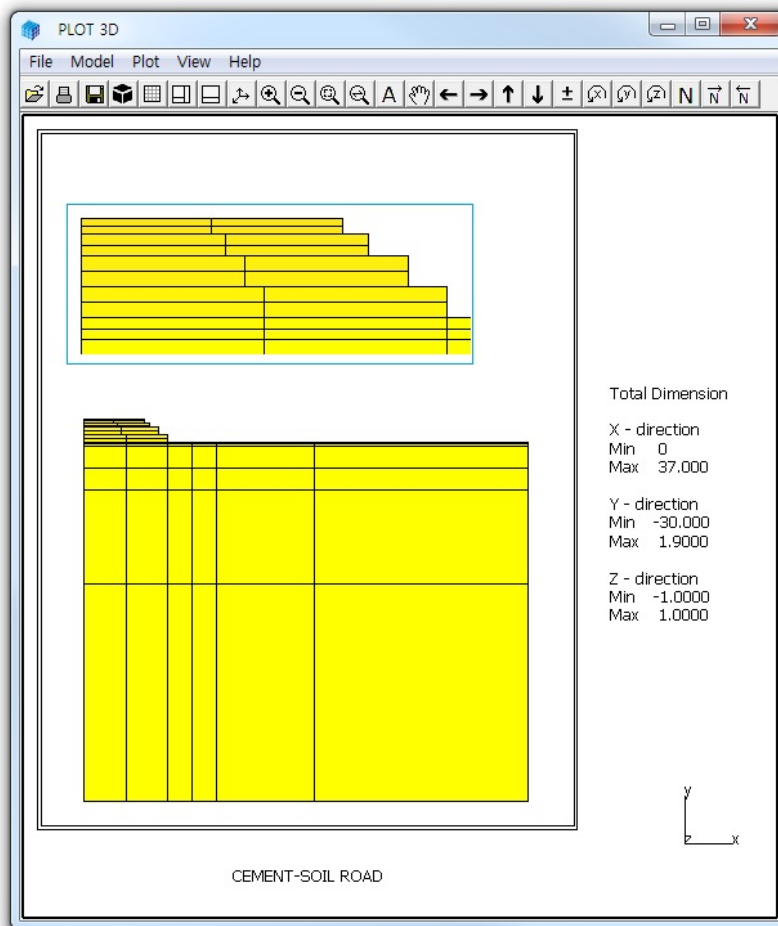 PLOT 3D
File Model Plot View Help
A ± x y z N N N
Total Dimension
X - direction
Min 0
Max 37.000
Y - direction
Min -30.000
Max 1.9000
Z - direction
Min -1.0000
Max 1.0000
y
z x
CEMENT-SOIL ROAD